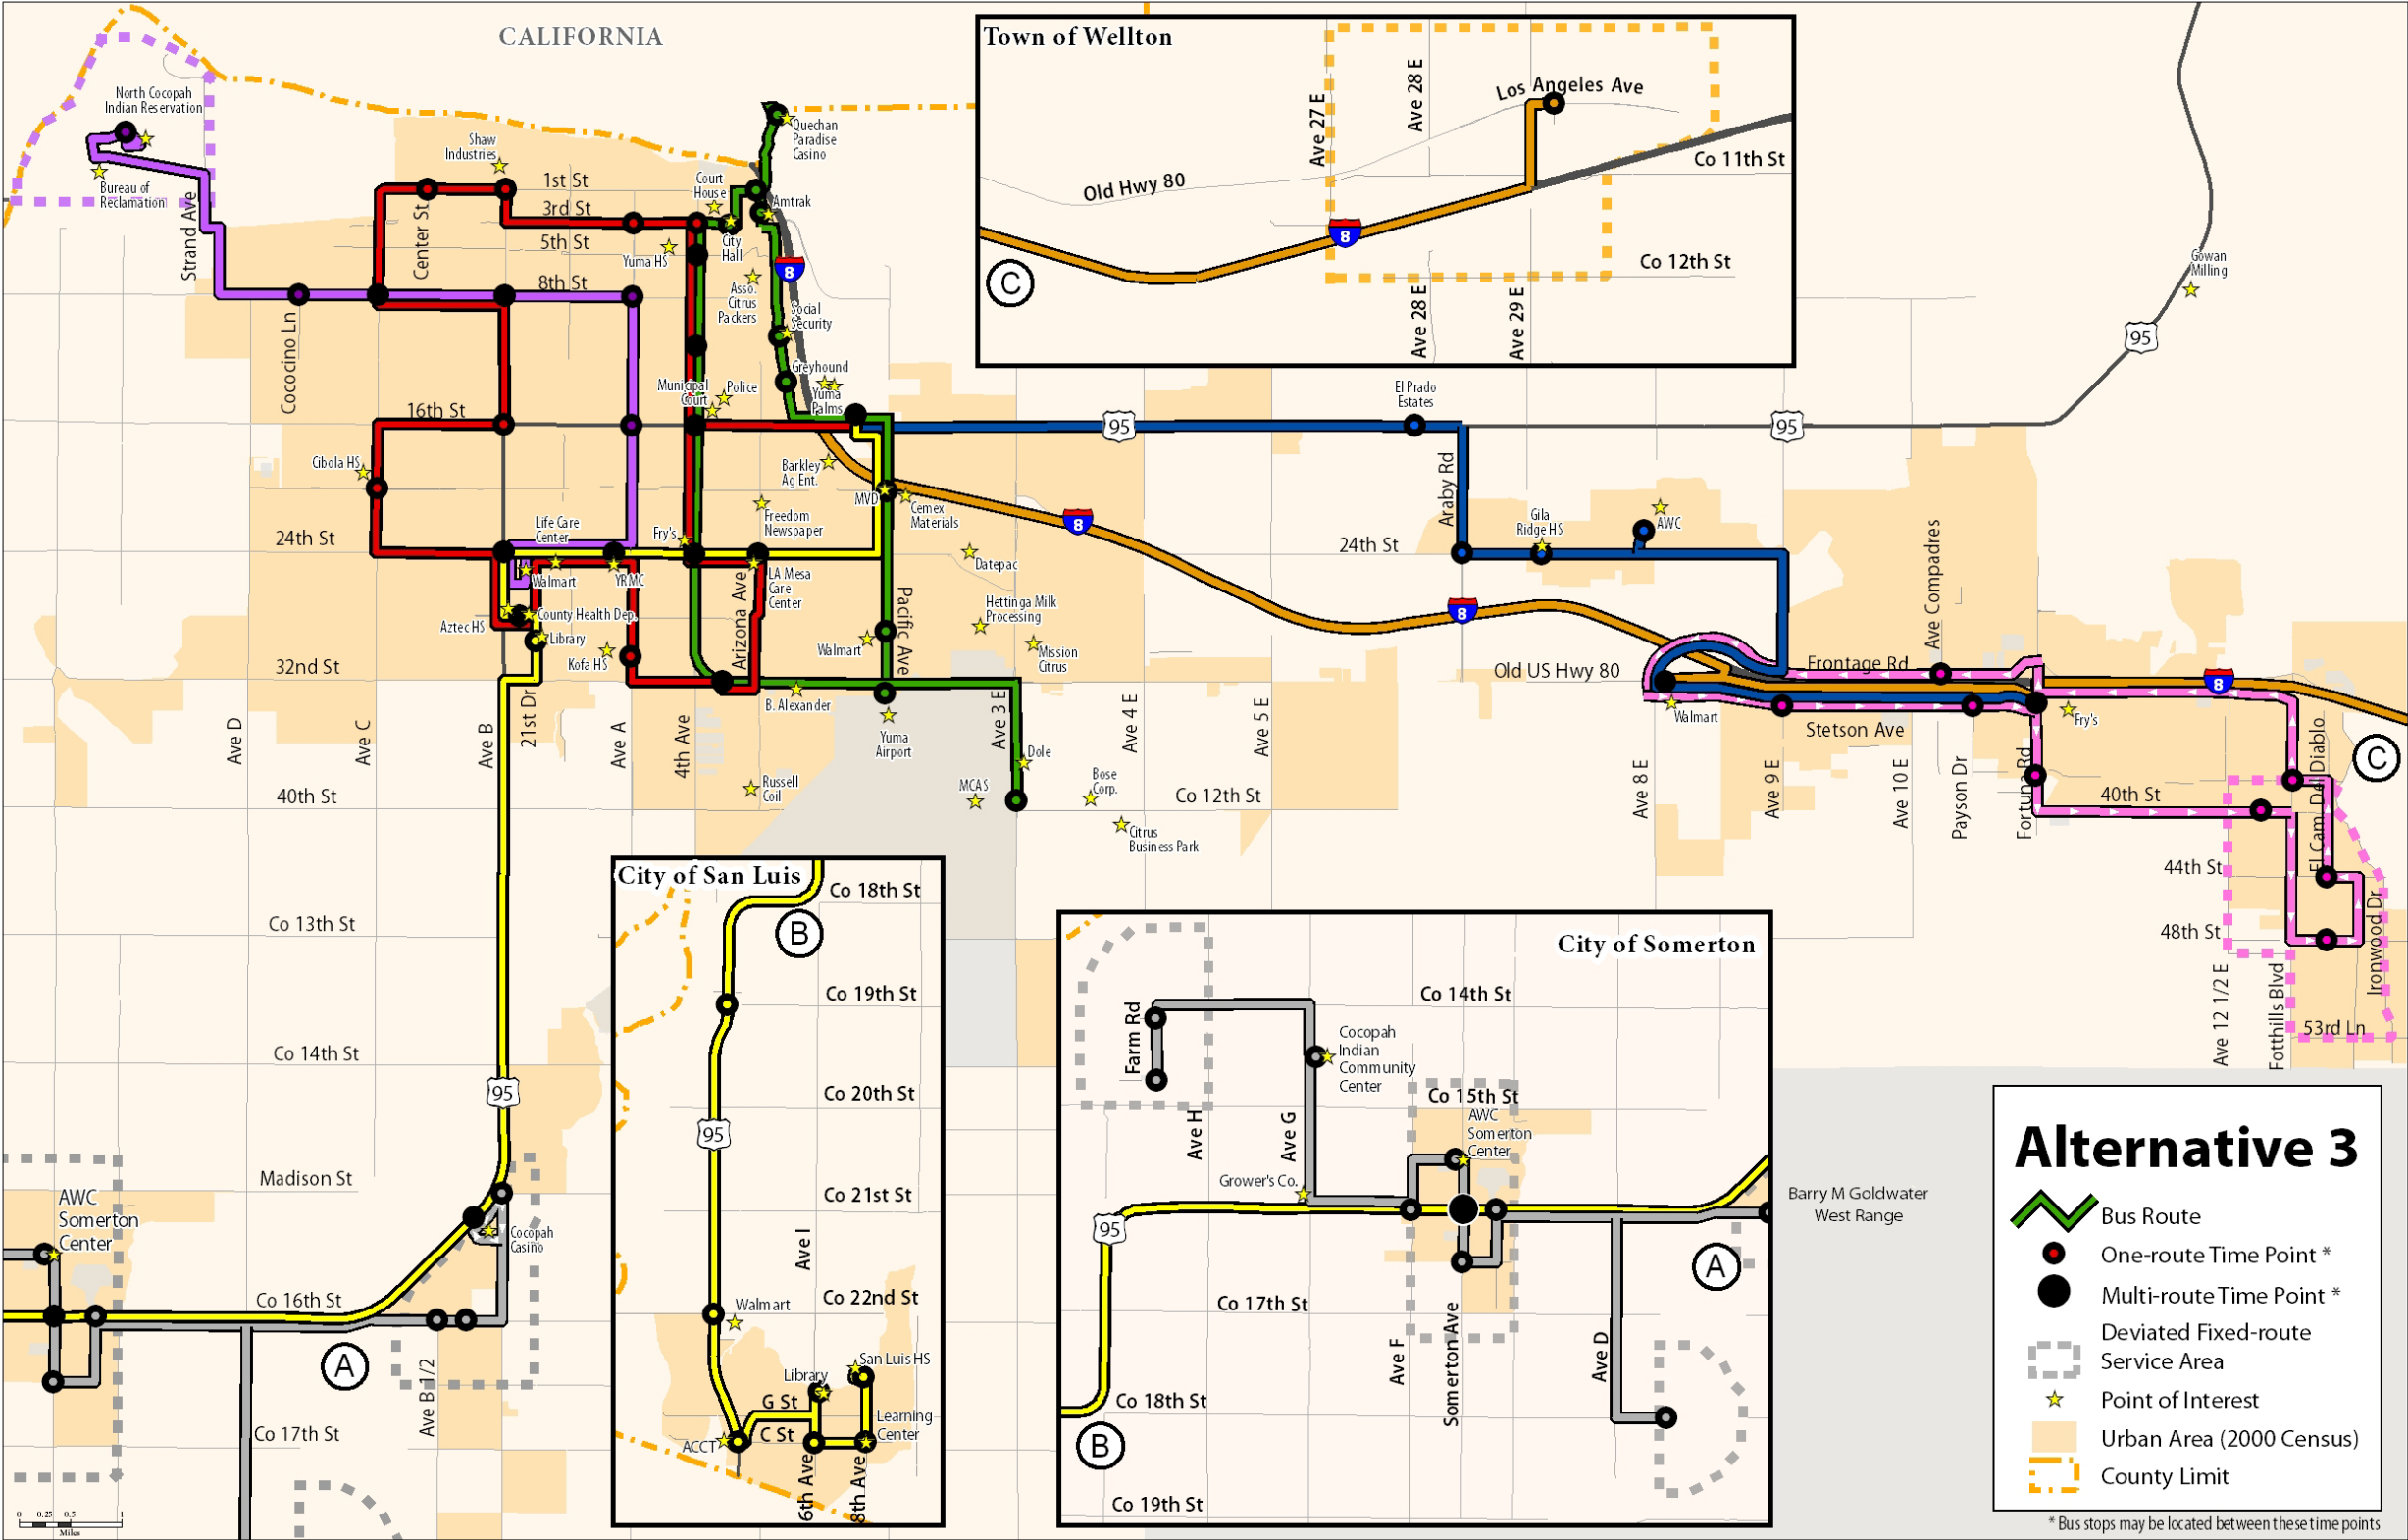 CALIFORNIA
North Cocopah
Indian Reservation
Bureau of
Reclamation
Strand Ave
Shaw
Industries
1st St
3rd St
5th St
8th St
Center St
Yuma HS
Court
House
City
Hall
Quechan
Paradise
Casino
Amtrak
8
Asso.
Citrus
Packers
Social
Security
Greyhound
Yuma
Palms
Municipal
Court
Police
Cococino Ln
16th St
Cibola HS
24th St
Life Care
Center
Fry's
Walmart
YRMC
County Health Dep.
Aztec HS
Library
Kofa HS
32nd St
21st Dr
Barkley
Ag Ent.
MVD
Cemex
Materials
Freedom
Newspaper
LA Mesa
Care
Center
Arizona Ave
Pacific Ave
Datepac
Hettinga Milk
Processing
Mission
Citrus
Walmart
B. Alexander
Yuma
Airport
Russell
Coil
MCAS
Dole
Bose
Corp.
Citrus
Business Park
Ave D
Ave C
Ave B
Ave A
4th Ave
Ave 3 E
Ave 4 E
Ave 5 E
40th St
Co 12th St
Co 13th St
Co 14th St
95
Madison St
Co 16th St
Co 17th St
AWC
Somerton
Center
Cocopah
Casino
Ave B 1/2
A
0 0.25 0.5 1
Miles
Town of Wellton
Ave 27 E
Ave 28 E
Los Angeles Ave
Old Hwy 80
Co 11th St
Co 12th St
8
Ave 28 E
Ave 29 E
C
95
95
95
Gowan
Milling
El Prado
Estates
Araby Rd
24th St
Gila
Ridge HS
AWC
8
8
Old US Hwy 80
Frontage Rd
Ave Compadres
Walmart
Stetson Ave
Fry's
8
C
Ave 8 E
Ave 9 E
Ave 10 E
Payson Dr
Fortuna Rd
40th St
El Cam. Del Diablo
44th St
48th St
53rd Ln
Ave 12 1/2 E
Fotthills Blvd
Ironwood Dr
City of San Luis
Co 18th St
B
Co 19th St
Co 20th St
95
Co 21st St
Ave I
Co 22nd St
Walmart
Library
San Luis HS
G St
C St
ACCT
Learning
Center
6th Ave
8th Ave
City of Somerton
Farm Rd
Co 14th St
Cocopah
Indian
Community
Center
Ave H
Ave G
Co 15th St
AWC
Somerton
Center
Grower's Co.
95
A
Co 17th St
Ave F
Somerton Ave
Ave D
Co 18th St
B
Co 19th St
Barry M Goldwater
West Range
Alternative 3
Bus Route
One-route Time Point *
Multi-route Time Point *
Deviated Fixed-route
Service Area
Point of Interest
Urban Area (2000 Census)
County Limit
* Bus stops may be located between these time points